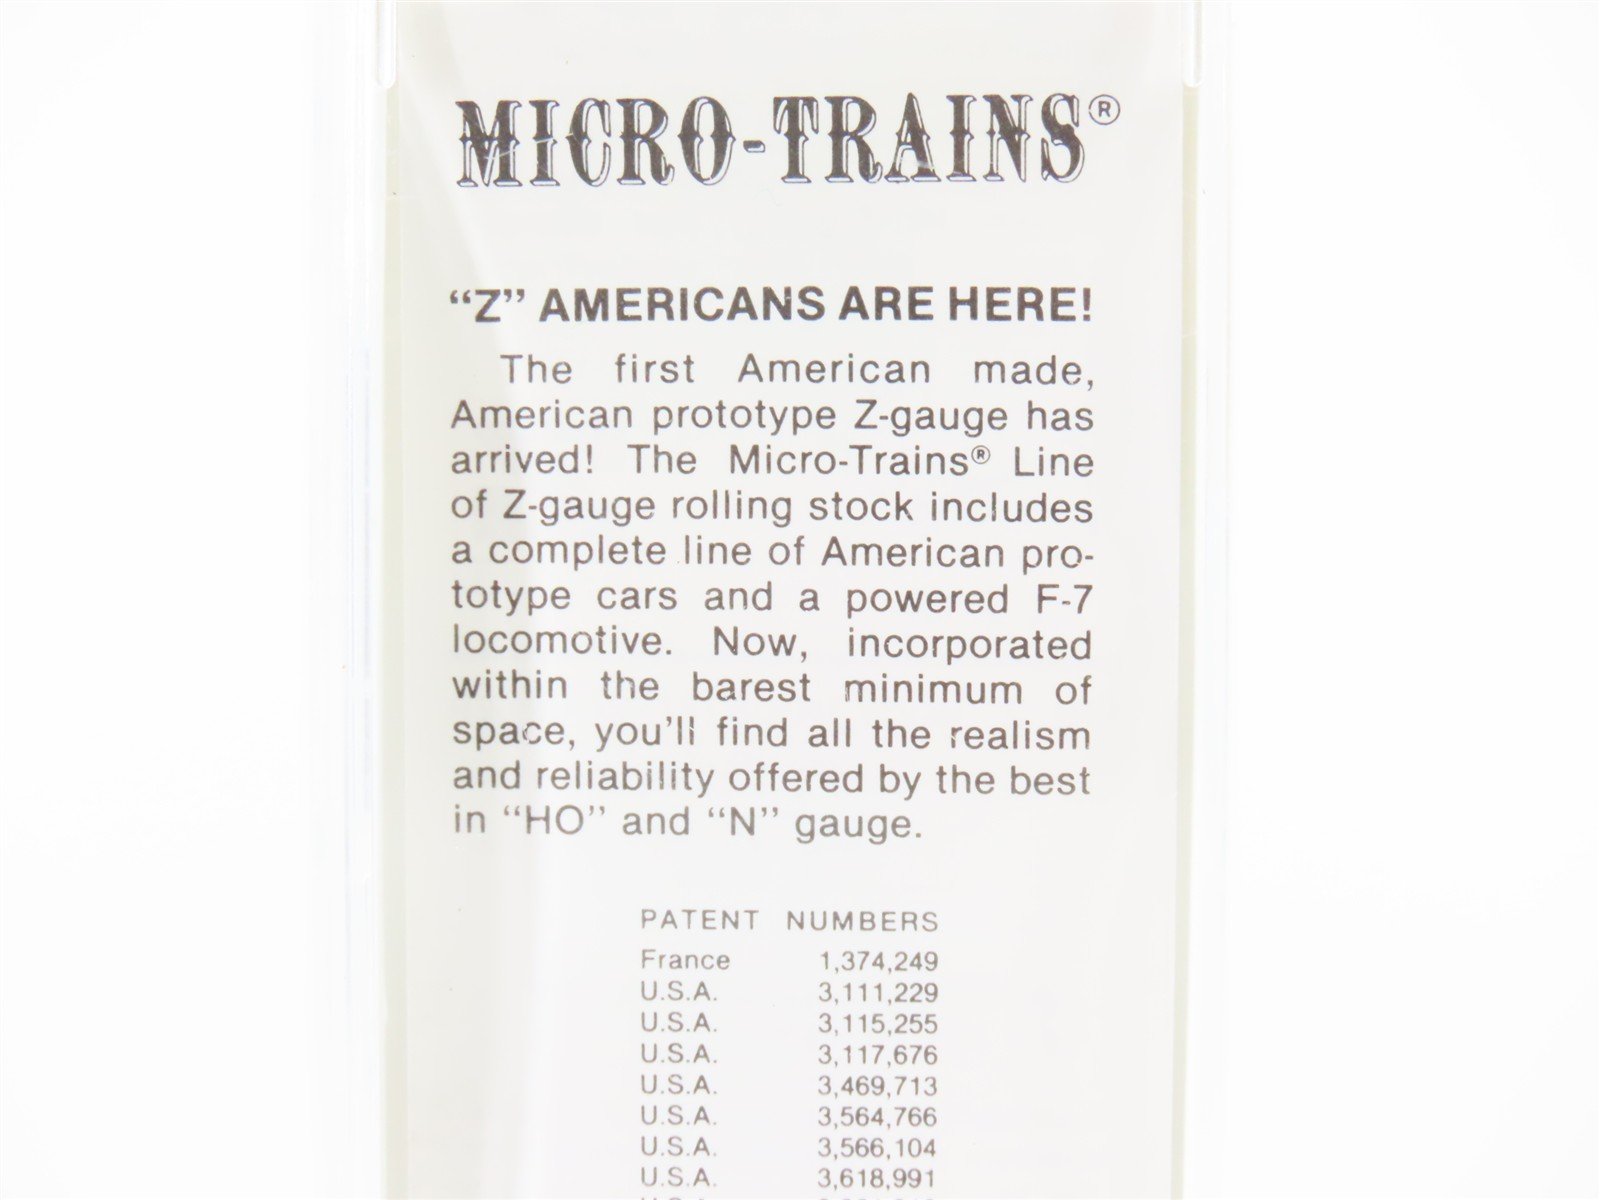 MICRO-TRAINS®
“Z” AMERICANS ARE HERE!
The first American made,
American prototype Z-gauge has
arrived! The Micro-Trains® Line
of Z-gauge rolling stock includes
a complete line of American pro-
totype cars and a powered F-7
locomotive. Now, incorporated
within the barest minimum of
space, you’ll find all the realism
and reliability offered by the best
in “HO” and “N” gauge.
PATENT NUMBERS
France 1,374,249
U.S.A. 3,111,229
U.S.A. 3,115,255
U.S.A. 3,117,676
U.S.A. 3,469,713
U.S.A. 3,564,766
U.S.A. 3,566,104
U.S.A. 3,618,991